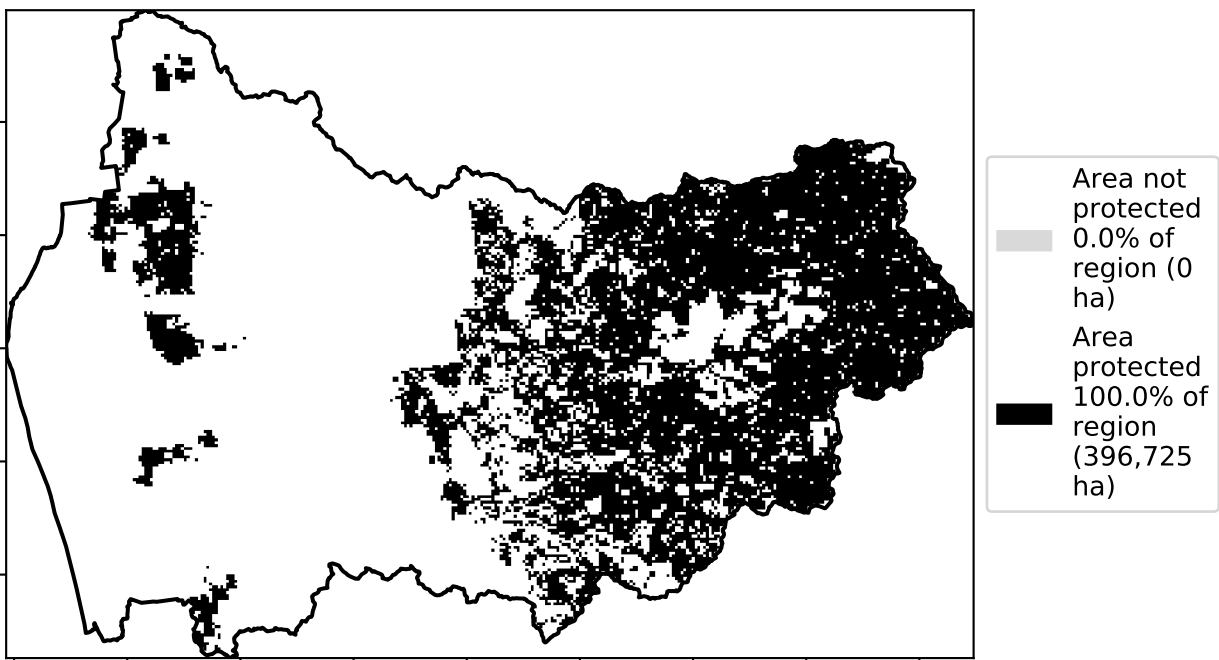 Area not
protected
0.0% of
region (0
ha)
Area
protected
100.0% of
region
(396,725
ha)